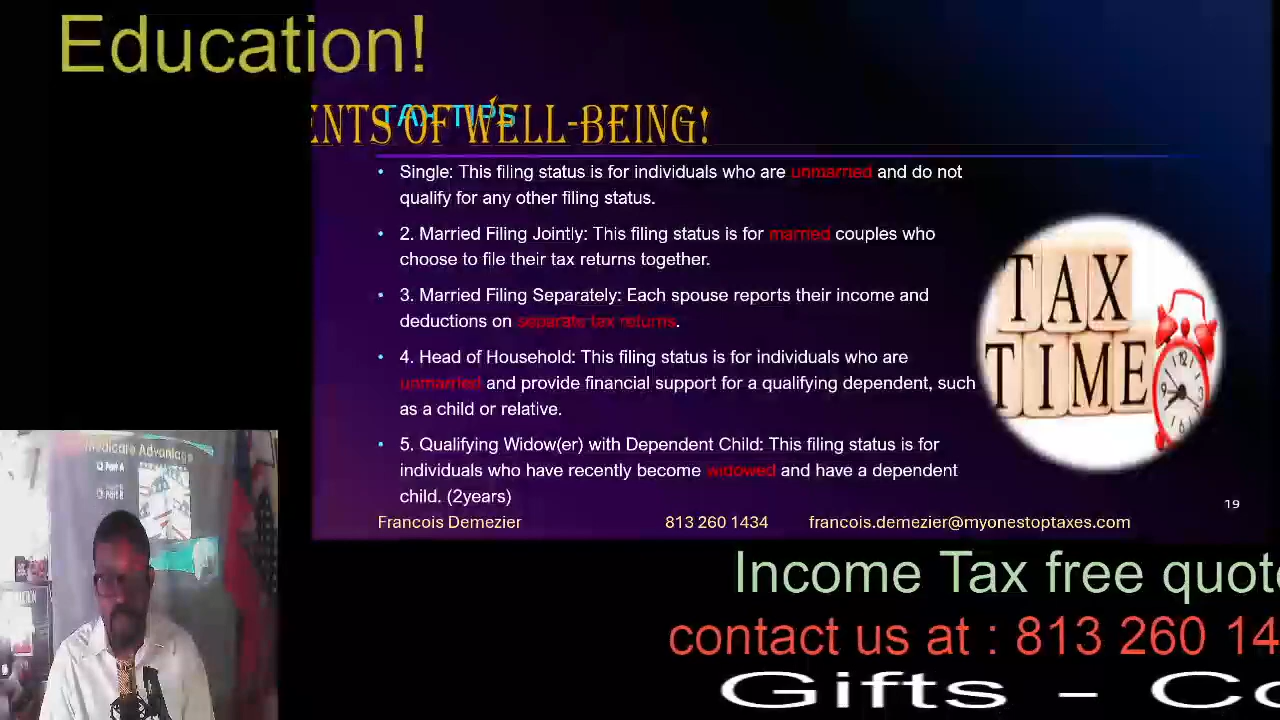 Education!
TAX TIPS
ENTS OF WELL-BEING!
Single: This filing status is for individuals who are unmarried and do not
qualify for any other filing status.
2. Married Filing Jointly: This filing status is for married couples who
choose to file their tax returns together.
3. Married Filing Separately: Each spouse reports their income and
deductions on separate tax returns.
4. Head of Household: This filing status is for individuals who are
unmarried and provide financial support for a qualifying dependent, such
as a child or relative.
5. Qualifying Widow(er) with Dependent Child: This filing status is for
individuals who have recently become widowed and have a dependent
child. (2years)
TAX
TIME
19
Francois Demezier 813 260 1434 francois.demezier@myonestoptaxes.com
Medicare Advantage
Part A
Part B
Income Tax free quot
contact us at : 813 260 14
Gifts - Co